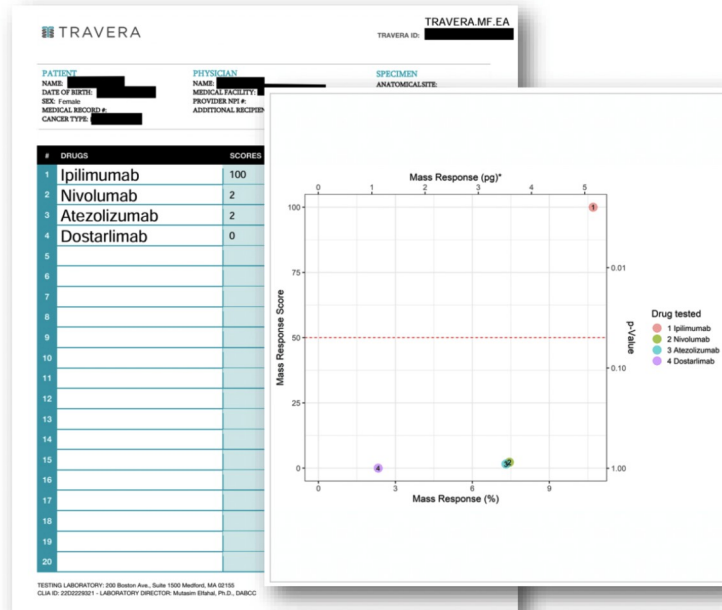 TRAVERA
TRAVERA.MF.EA
TRAVERA ID:
PATIENT
NAME:
DATE OF BIRTH:
SEX: Female
MEDICAL RECORD #:
CANCER TYPE:
PHYSICIAN
NAME:
MEDICAL FACILITY:
PROVIDER NPI #:
ADDITIONAL RECIPIEN
SPECIMEN
ANATOMICAL SITE:
# DRUGS SCORES
1 Ipilimumab 100
2 Nivolumab 2
3 Atezolizumab 2
4 Dostarlimab 0
5
6
7
8
9
10
11
12
13
14
15
16
17
18
19
20
TESTING LABORATORY: 200 Boston Ave., Suite 1500 Medford, MA 02155
CLIA ID: 22D2229321 - LABORATORY DIRECTOR: Mutasim Elfahal, Ph.D., DABCC
Mass Response (pg)*
0 1 2 3 4 5
Mass Response Score
100
75
50
25
0
1
2
4
0.01
0.10
1.00
p-Value
0 3 6 9
Mass Response (%)
Drug tested
1 Ipilimumab
2 Nivolumab
3 Atezolizumab
4 Dostarlimab